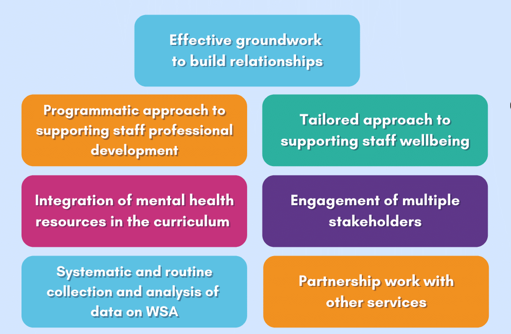 Effective groundwork
to build relationships
Programmatic approach to
supporting staff professional
development
Tailored approach to
supporting staff wellbeing
Integration of mental health
resources in the curriculum
Engagement of multiple
stakeholders
Systematic and routine
collection and analysis of
data on WSA
Partnership work with
other services